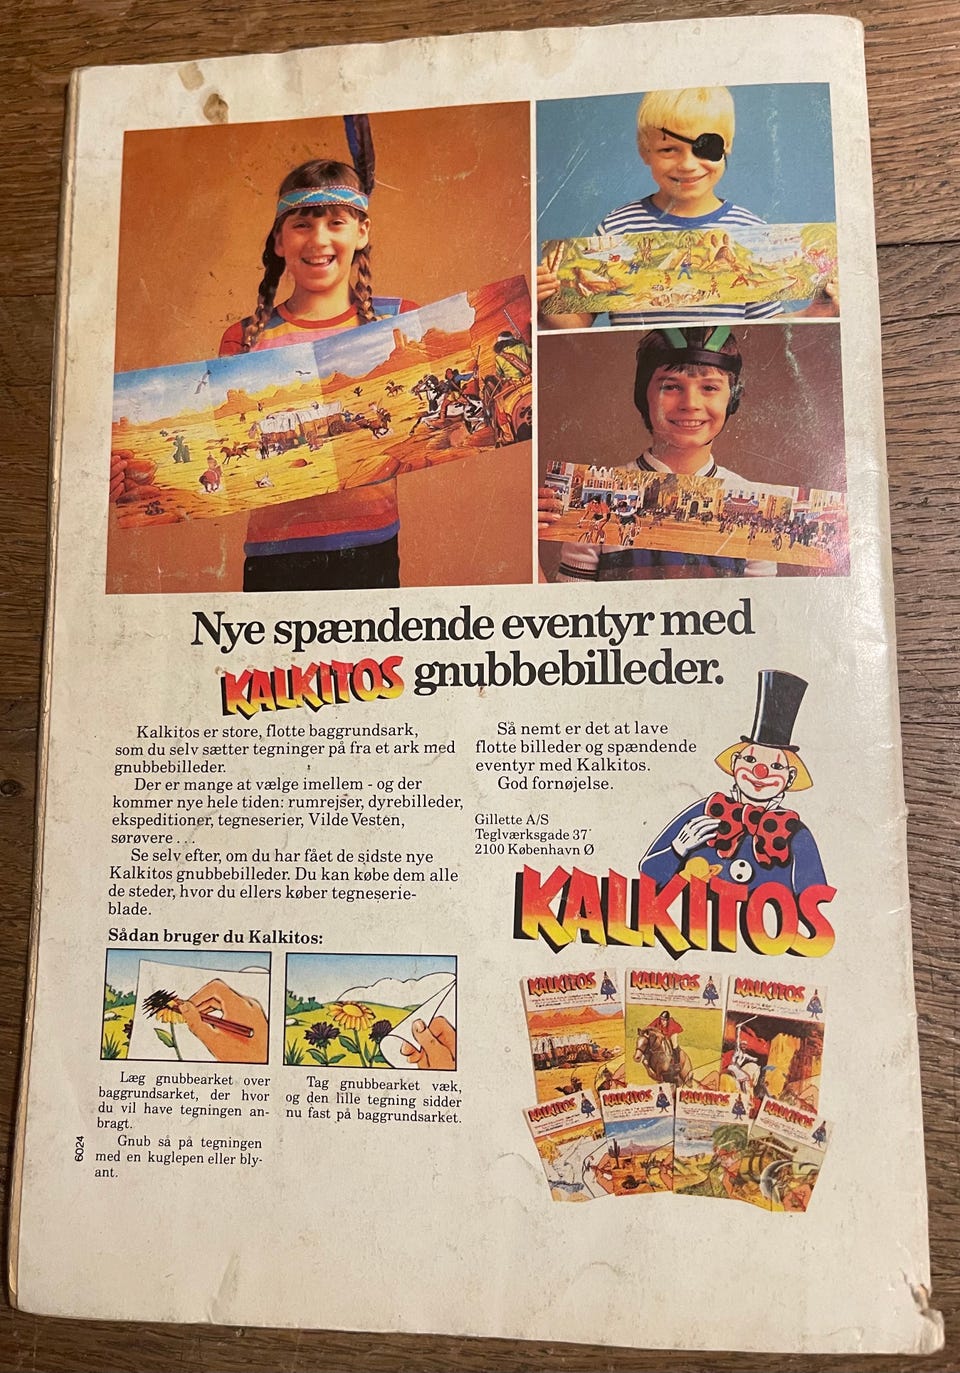 Nye spændende eventyr med
KALKITOS gnubbebilleder.
Kalkitos er store, flotte baggrundsark,
som du selv sætter tegninger på fra et ark med
gnubbebilleder.
Der er mange at vælge imellem - og der
kommer nye hele tiden: rumrejser, dyrebilleder,
ekspeditioner, tegneserier, Vilde Vesten,
sørøvere . . .
Se selv efter, om du har fået de sidste nye
Kalkitos gnubbebilleder. Du kan købe dem alle
de steder, hvor du ellers køber tegneserie-
blade.
Sådan bruger du Kalkitos:
Læg gnubbearket over
baggrundsarket, der hvor
du vil have tegningen an-
bragt.
Gnub så på tegningen
med en kuglepen eller bly-
ant.
Tag gnubbearket væk,
og den lille tegning sidder
nu fast på baggrundsarket.
6024
Så nemt er det at lave
flotte billeder og spændende
eventyr med Kalkitos.
God fornøjelse.
Gillette A/S
Teglværksgade 37
2100 København Ø
KALKITOS
KALKITOS
KALKITOS
KALKITOS
KALKITOS
KALKITOS
KALKITOS
KALKITOS